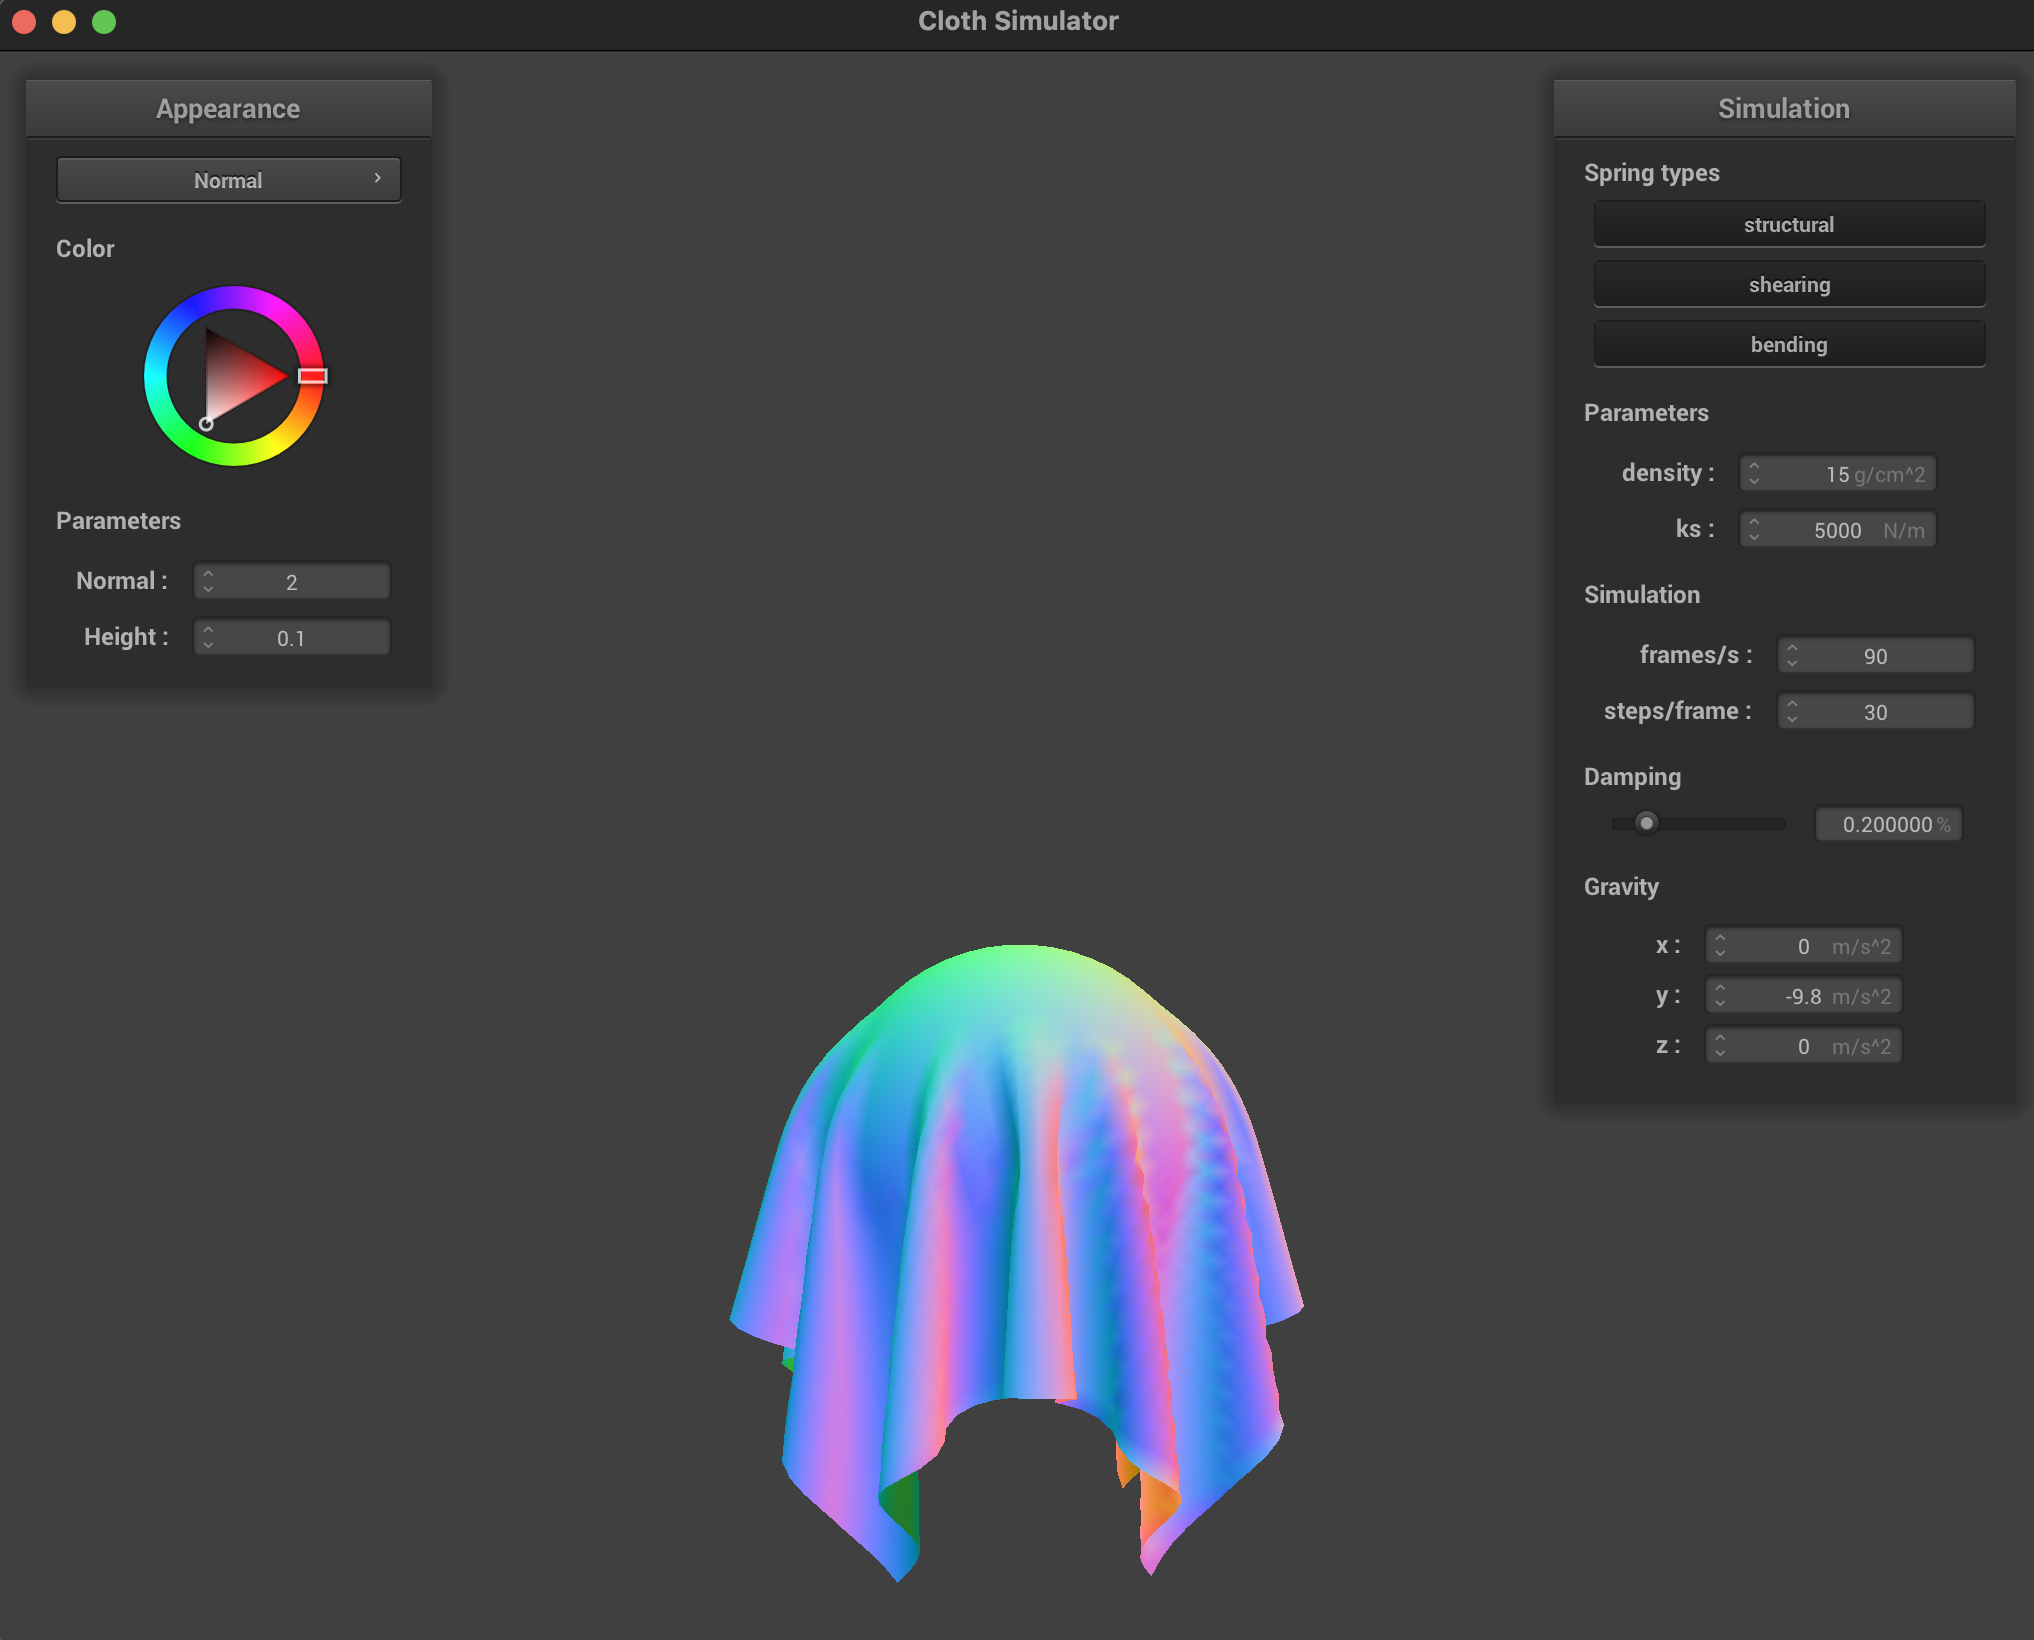 Cloth Simulator
Appearance
Normal
Color
Parameters
Normal : 2
Height : 0.1
Simulation
Spring types
structural
shearing
bending
Parameters
density : 15 g/cm^2
ks : 5000 N/m
Simulation
frames/s : 90
steps/frame : 30
Damping
0.200000 %
Gravity
x : 0 m/s^2
y : -9.8 m/s^2
z : 0 m/s^2